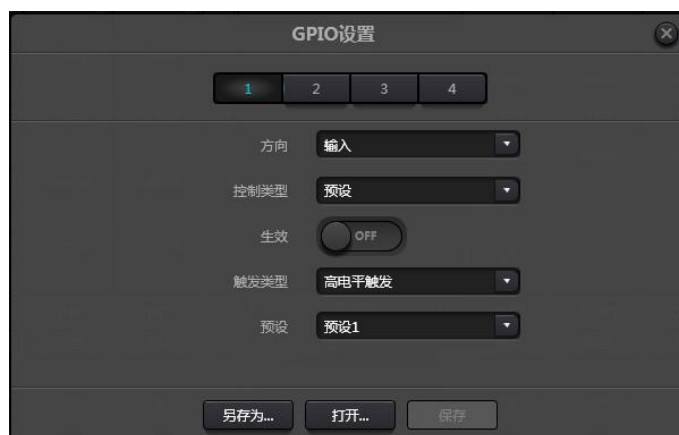 GPIO设置
1 2 3 4
方向 输入
控制类型 预设
生效 OFF
触发类型 高电平触发
预设 预设1
另存为... 打开... 保存